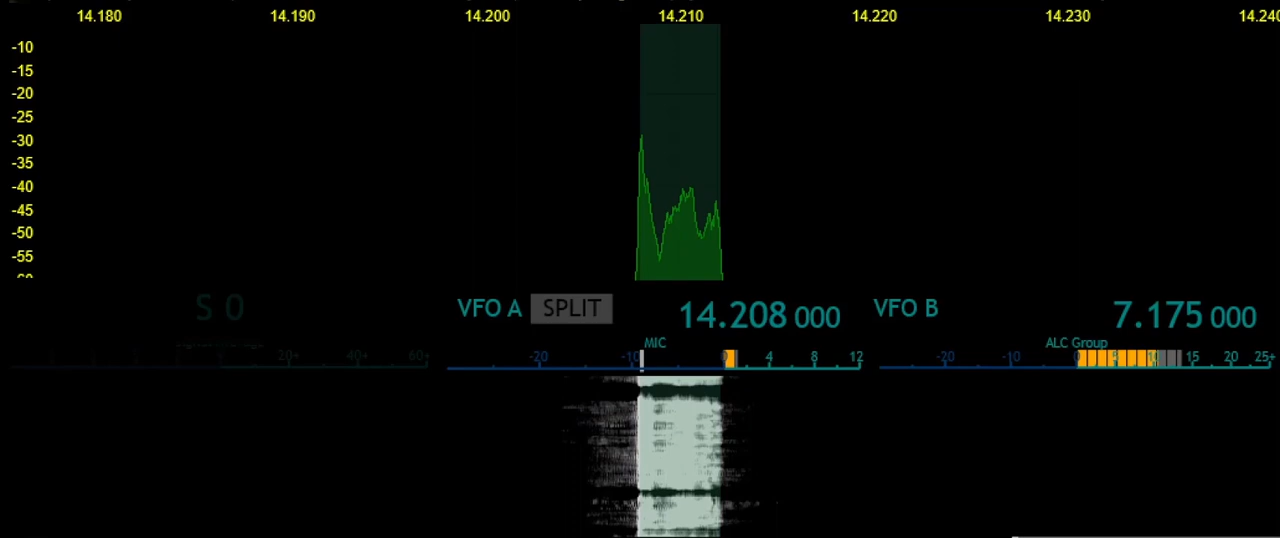 14.180 14.190 14.200 14.210 14.220 14.230 14.240
-10
-15
-20
-25
-30
-35
-40
-45
-50
-55
S 0 VFO A SPLIT 14.208 000 VFO B 7.175 000
MIC ALC Group
20+ 40+ 60+ -20 -10 0 4 8 12 -20 -10 0 5 10 15 20 25+